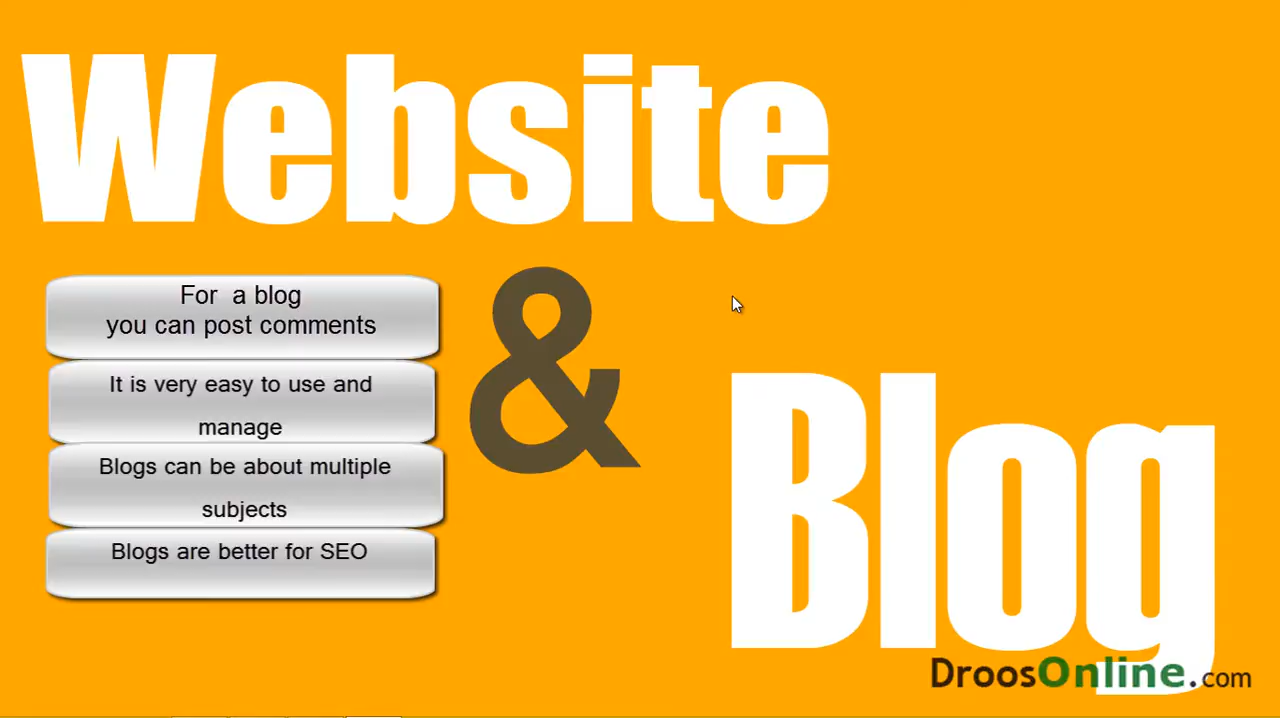 Website
For a blog
you can post comments
&
It is very easy to use and
manage
Blogs can be about multiple
subjects
Blogs are better for SEO
Blog
DroosOnline.com